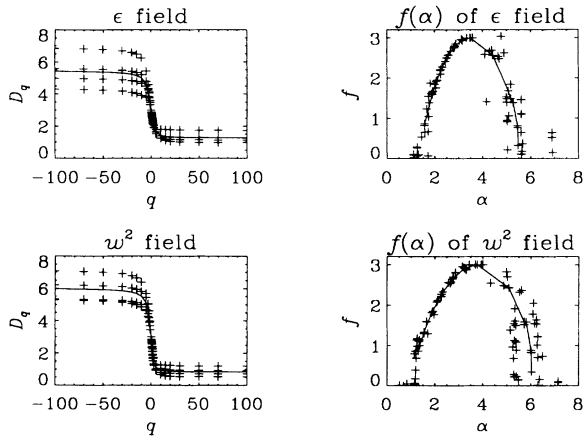 ϵ field
D_q
8
6
4
2
0
−100 −50 0 50 100
q
f(α) of ϵ field
f
3
2
1
0
0 2 4 6 8
α
w² field
D_q
8
6
4
2
0
−100 −50 0 50 100
q
f(α) of w² field
f
3
2
1
0
0 2 4 6 8
α